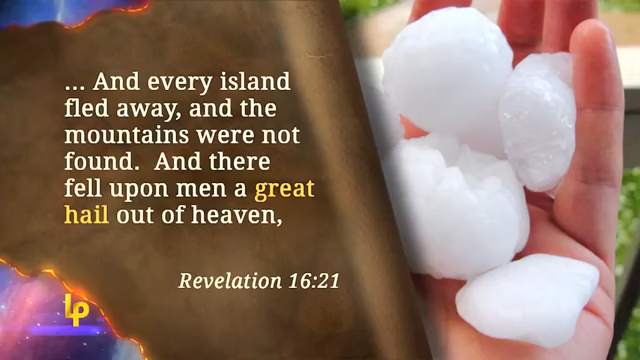 ... And every island
fled away, and the
mountains were not
found.  And there
fell upon men a great
hail out of heaven,
Revelation 16:21
LP